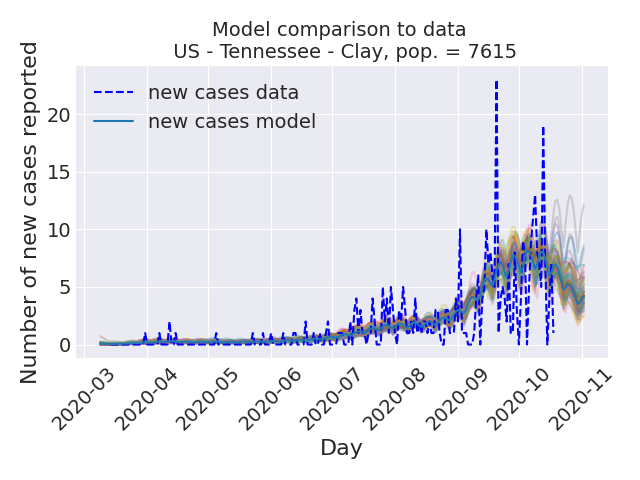 Model comparison to data
US - Tennessee - Clay, pop. = 7615
Number of new cases reported
new cases data
new cases model
20
15
10
5
0
2020-03
2020-04
2020-05
2020-06
2020-07
2020-08
2020-09
2020-10
2020-11
Day